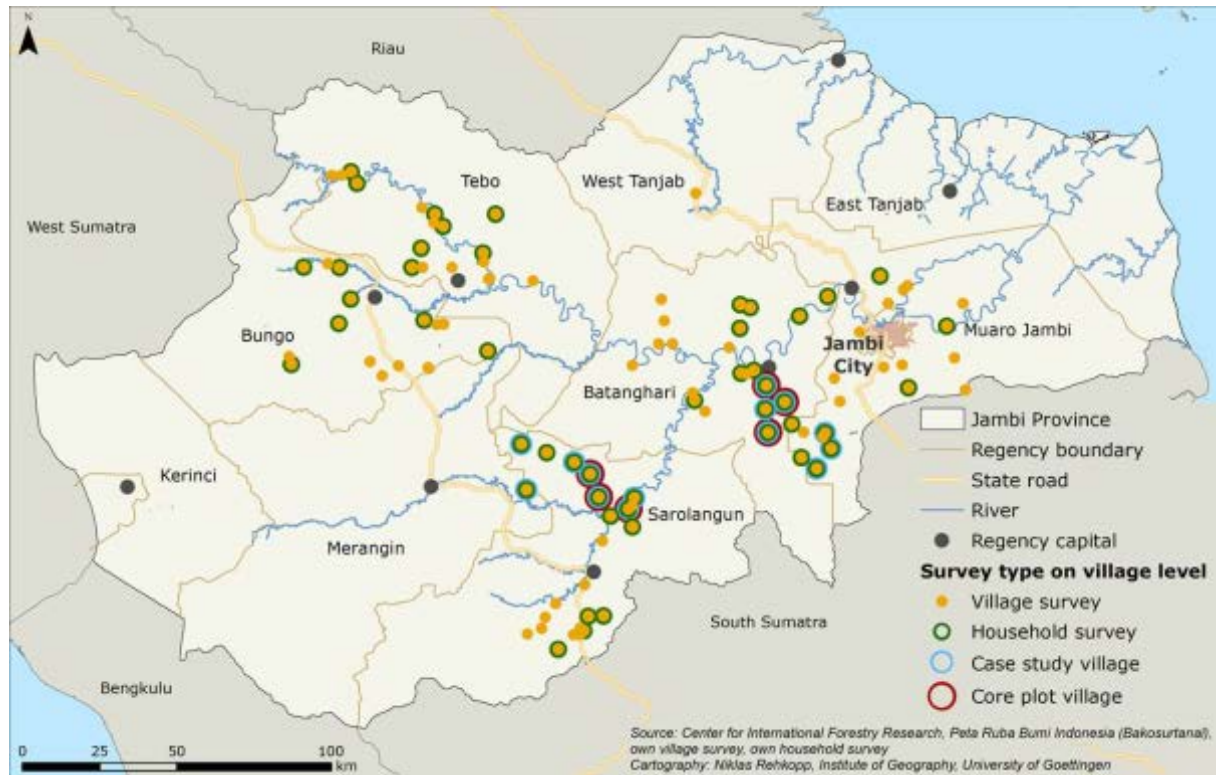 N
Riau
West Sumatra
Tebo
West Tanjab
East Tanjab
Bungo
Muaro Jambi
Jambi
City
Batanghari
Kerinci
Sarolangun
Merangin
South Sumatra
Bengkulu
Jambi Province
Regency boundary
State road
River
Regency capital
Survey type on village level
Village survey
Household survey
Case study village
Core plot village
0 25 50 100
km
Source: Center for International Forestry Research, Peta Ruba Bumi Indonesia (Bakosurtanal),
own village survey, own household survey
Cartography: Niklas Rehkopp, Institute of Geography, University of Goettingen